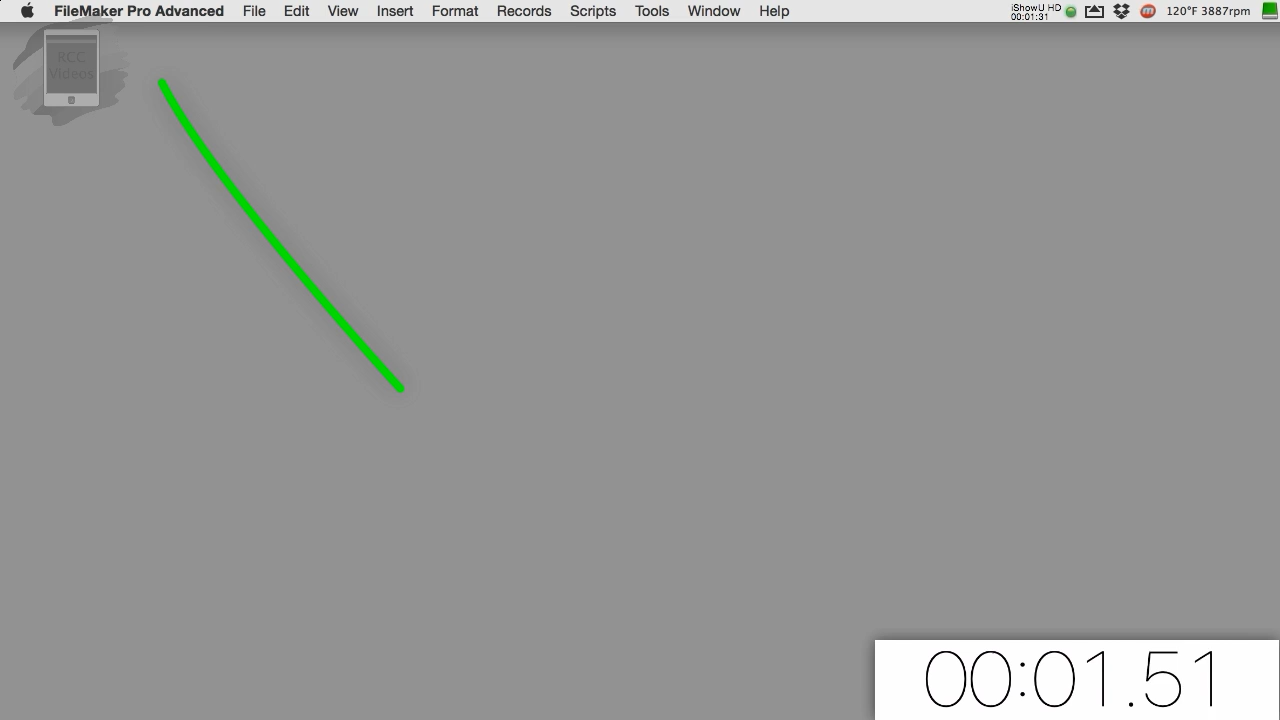 FileMaker Pro Advanced File Edit View Insert Format Records Scripts Tools Window Help iShowU HD 00:01:31 120°F 3887rpm
RCC
Videos
00:01.51